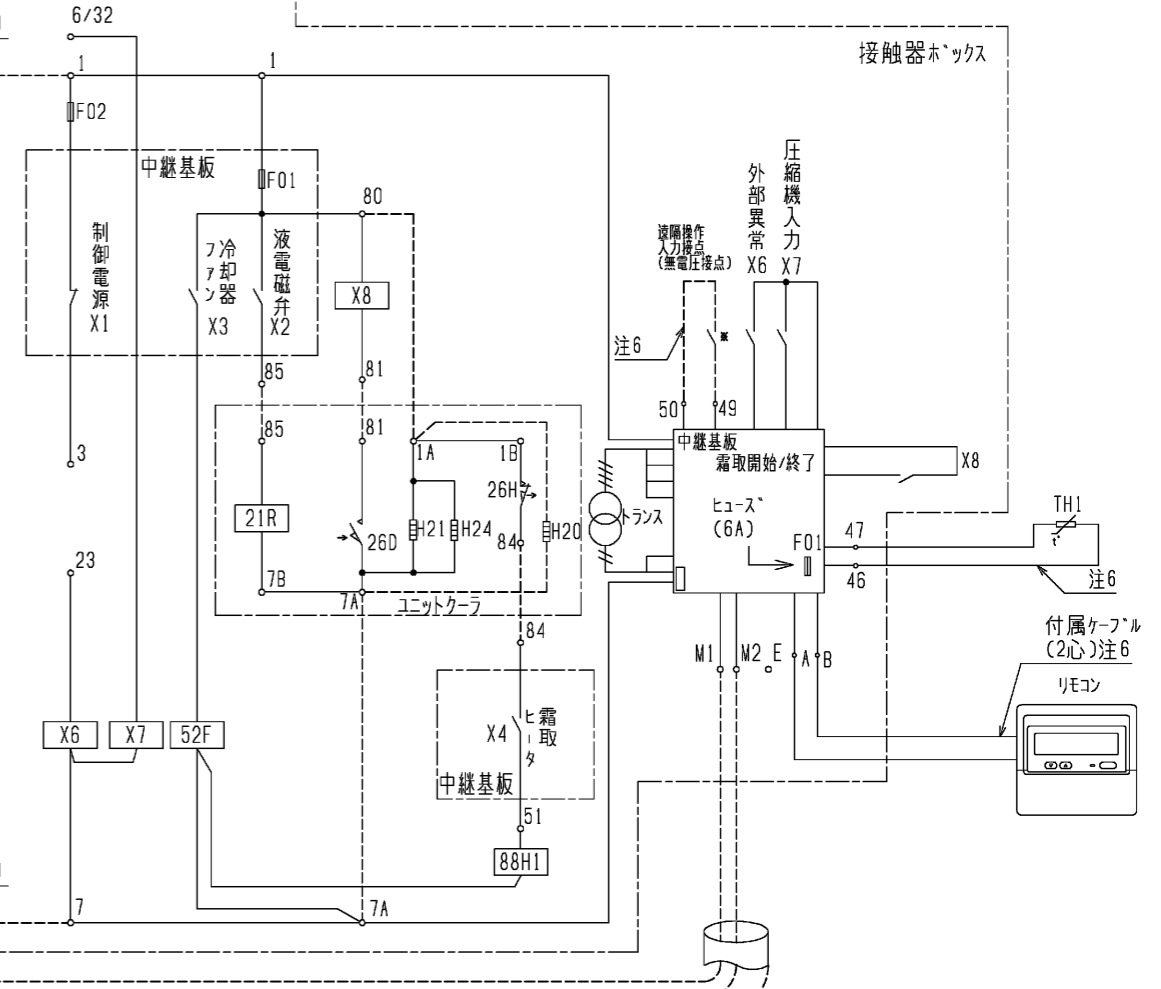 6/32
接触器ボックス
1
1
F02
中継基板
F01
制御電源
X1
冷却器
ファン
X3
液電磁弁
X2
80
X8
遠隔操作
入力接点
(無電圧接点)
外部異常
X6
圧縮機入力
X7
注6
※
50
49
85
81
3
85
81
1A
1B
中継基板
霜取開始/終了
X8
26H
21R
26D
H21
H24
84
H20
トランス
ヒューズ
(6A)
F01
47
46
TH1
t°
注6
23
7B
7A
ユニットクーラ
84
M1
M2
E
A
B
付属ケーブル
(2心)注6
リモコン
X6
X7
52F
X4
霜取
ヒータ
中継基板
51
88H1
7
7A